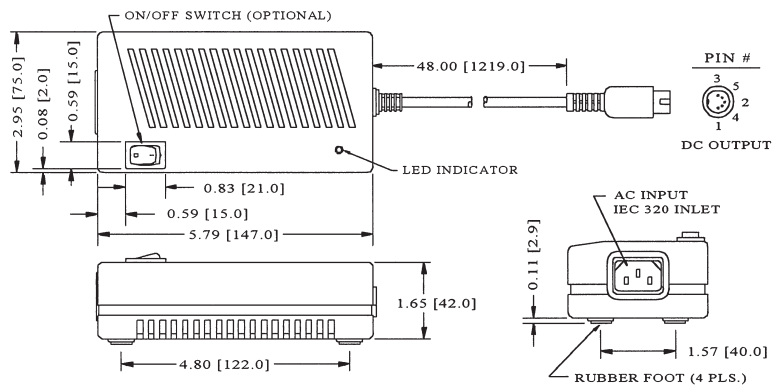 ON/OFF SWITCH (OPTIONAL)
2.95 [75.0]
0.08 [2.0]
0.59 [15.0]
48.00 [1219.0]
PIN #
3
5
2
4
1
DC OUTPUT
LED INDICATOR
0.83 [21.0]
0.59 [15.0]
5.79 [147.0]
AC INPUT
IEC 320 INLET
0.11 [2.9]
1.65 [42.0]
4.80 [122.0]
1.57 [40.0]
RUBBER FOOT (4 PLS.)